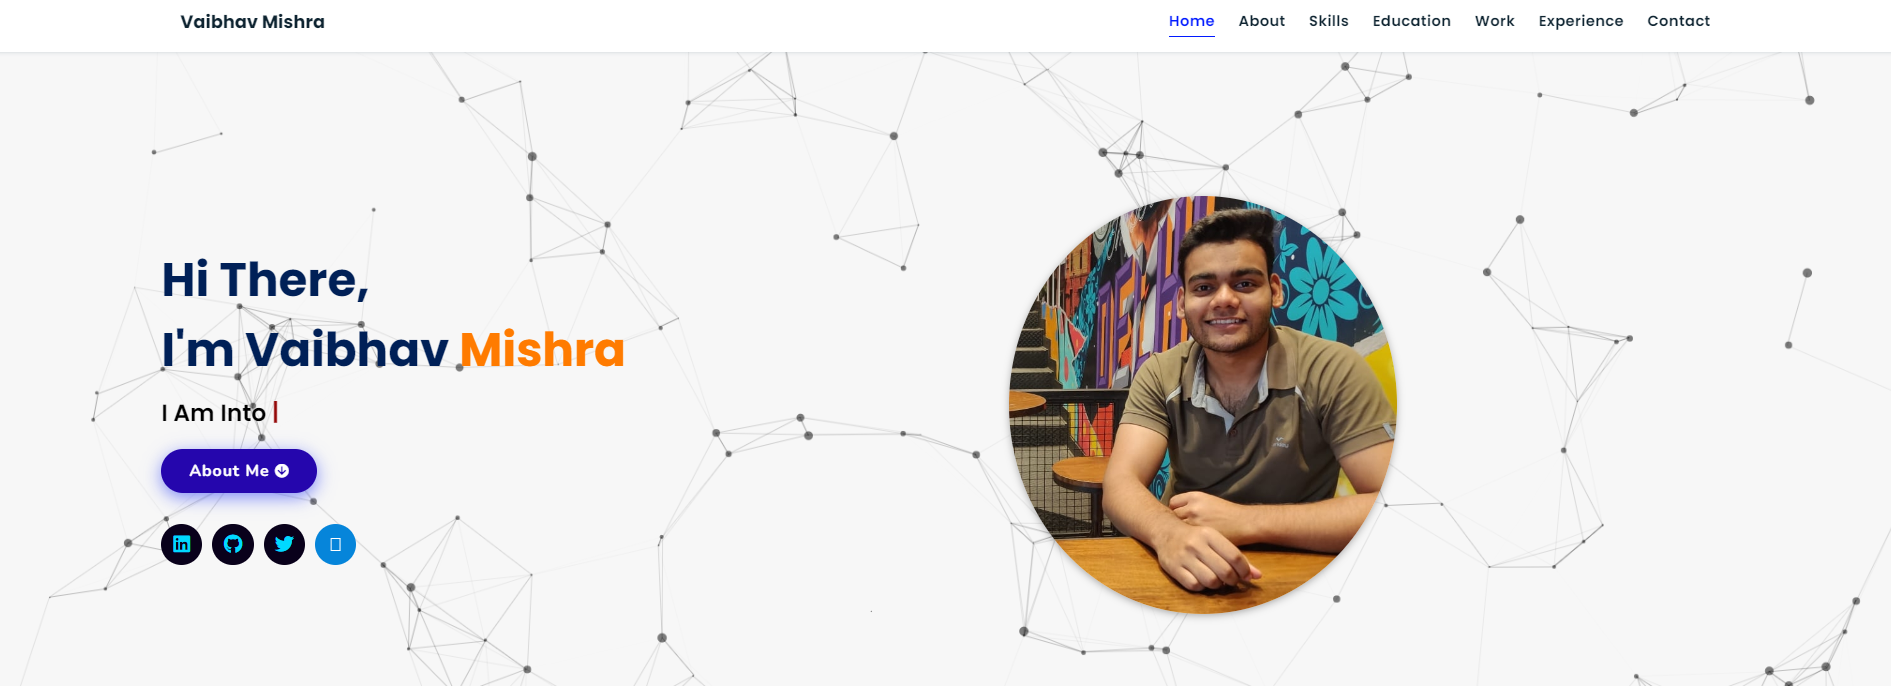 Vaibhav Mishra
Home About Skills Education Work Experience Contact
Hi There,
I'm Vaibhav Mishra
I Am Into |
About Me